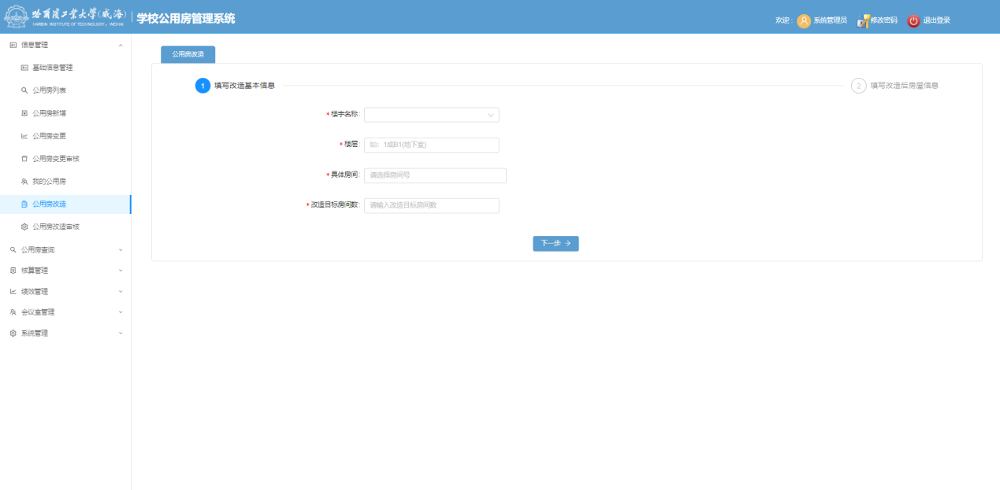 哈尔滨工业大学(威海)
HARBIN INSTITUTE OF TECHNOLOGY, WEIHAI
学校公用房管理系统
欢迎: 系统管理员 修改密码 退出登录
信息管理
基础信息管理
公用房列表
公用房新增
公用房变更
公用房变更审核
我的公用房
公用房改造
公用房改造审核
公用房查询
核算管理
绩效管理
会议室管理
系统管理
公用房改造
1 填写改造基本信息
2 填写改造后房屋信息
* 楼宇名称:
* 楼层: 如: 1或B1(地下室)
* 具体房间: 请选择房间号
* 改造目标房间数: 请输入改造目标房间数
下一步 →